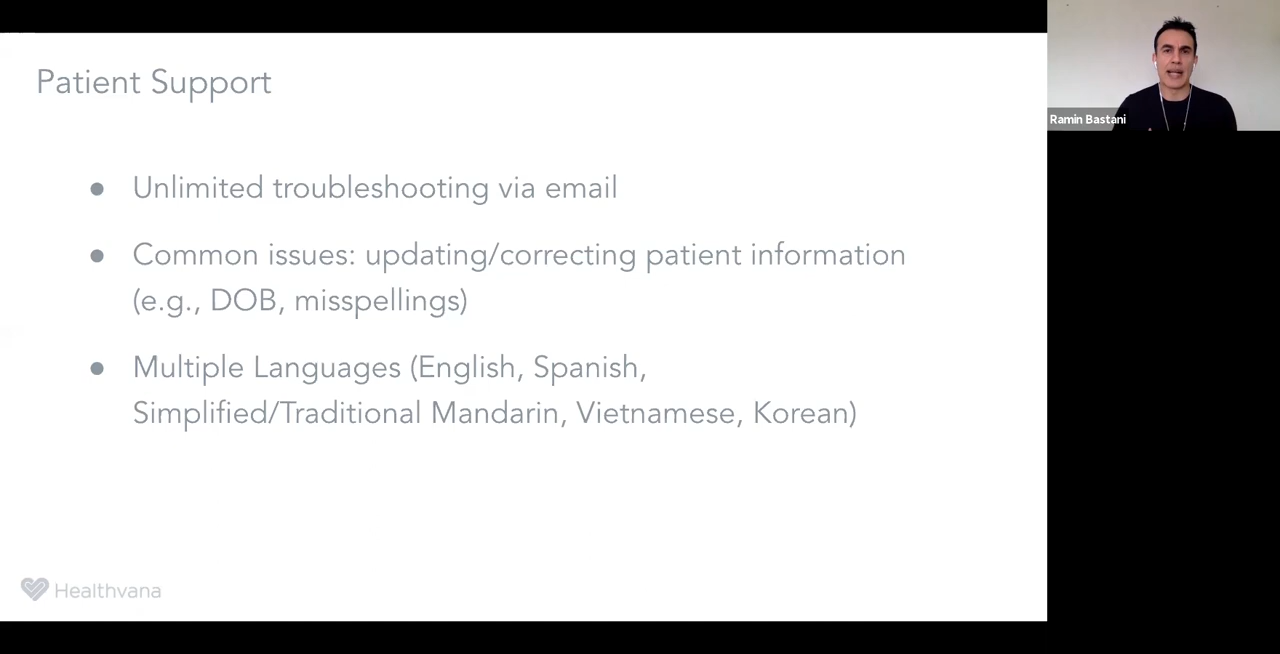 Patient Support
● Unlimited troubleshooting via email
● Common issues: updating/correcting patient information
(e.g., DOB, misspellings)
● Multiple Languages (English, Spanish,
Simplified/Traditional Mandarin, Vietnamese, Korean)
Healthvana
Ramin Bastani